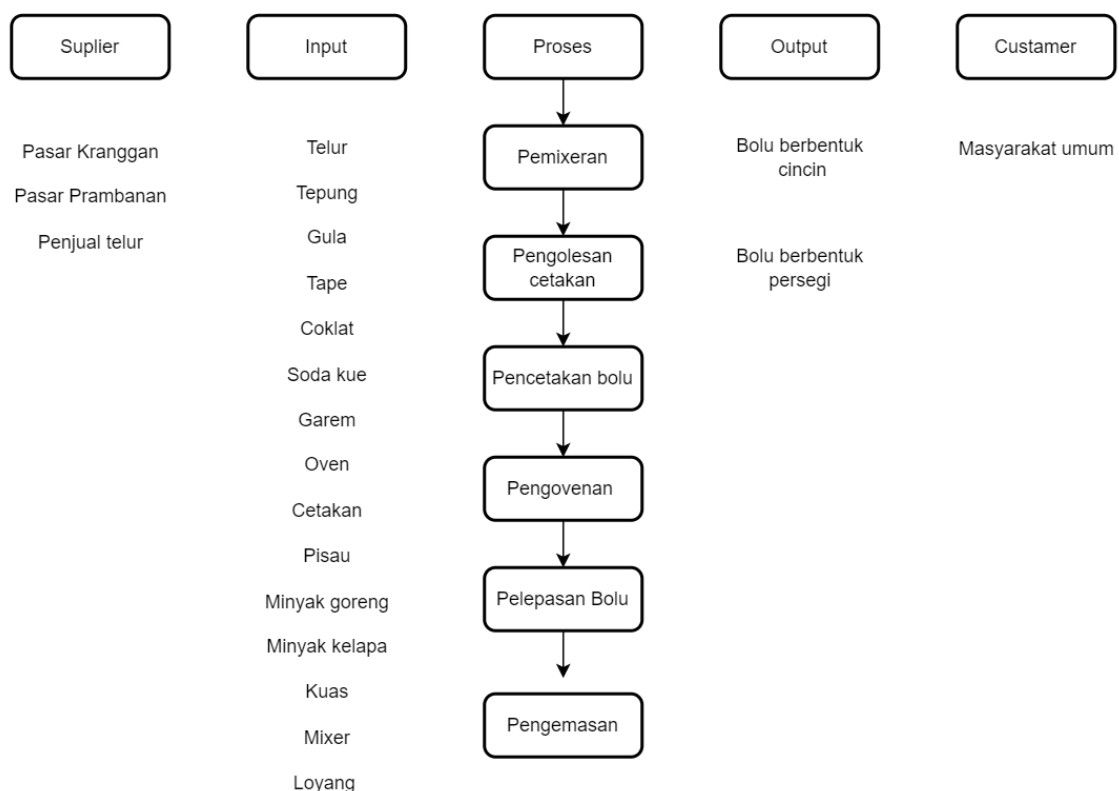 Suplier
Input
Proses
Output
Custamer
Pasar Kranggan
Pasar Prambanan
Penjual telur
Telur
Tepung
Gula
Tape
Coklat
Soda kue
Garem
Oven
Cetakan
Pisau
Minyak goreng
Minyak kelapa
Kuas
Mixer
Loyang
Pemixeran
Pengolesan
cetakan
Pencetakan bolu
Pengovenan
Pelepasan Bolu
Pengemasan
Bolu berbentuk
cincin
Bolu berbentuk
persegi
Masyarakat umum